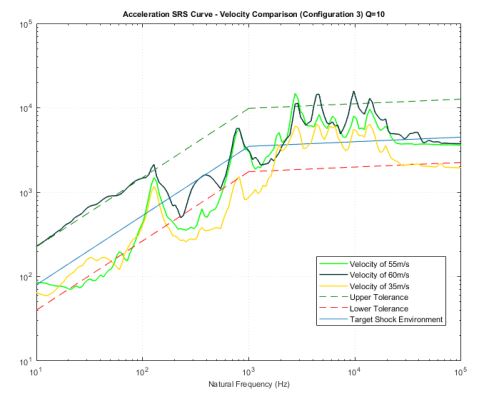 Acceleration SRS Curve - Velocity Comparison (Configuration 3) Q=10
10^5
10^4
10^3
10^2
10^1
Velocity of 55m/s
Velocity of 60m/s
Velocity of 35m/s
Upper Tolerance
Lower Tolerance
Target Shock Environment
10^1 10^2 10^3 10^4 10^5
Natural Frequency (Hz)